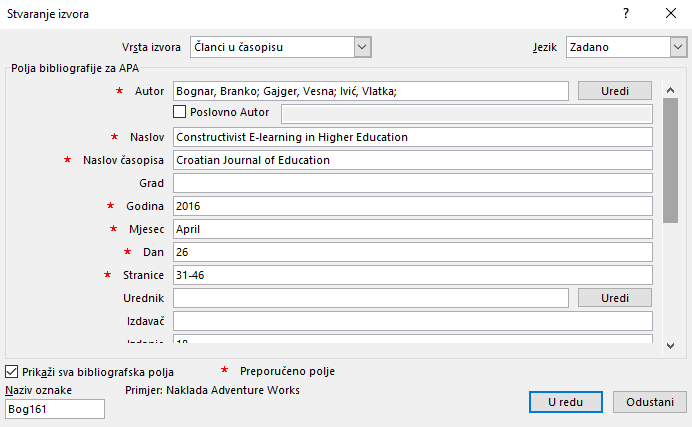 Stvaranje izvora ?
Vrsta izvora Članci u časopisu Jezik Zadano
Polja bibliografije za APA
* Autor Bognar, Branko; Gajger, Vesna; Ivić, Vlatka; Uredi
Poslovno Autor
* Naslov Constructivist E-learning in Higher Education
* Naslov časopisa Croatian Journal of Education
Grad
* Godina 2016
* Mjesec April
* Dan 26
* Stranice 31-46
Urednik Uredi
Izdavač
Izdanje 18
Prikaži sva bibliografska polja * Preporučeno polje
Naziv oznake Primjer: Naklada Adventure Works
Bog161 U redu Odustani